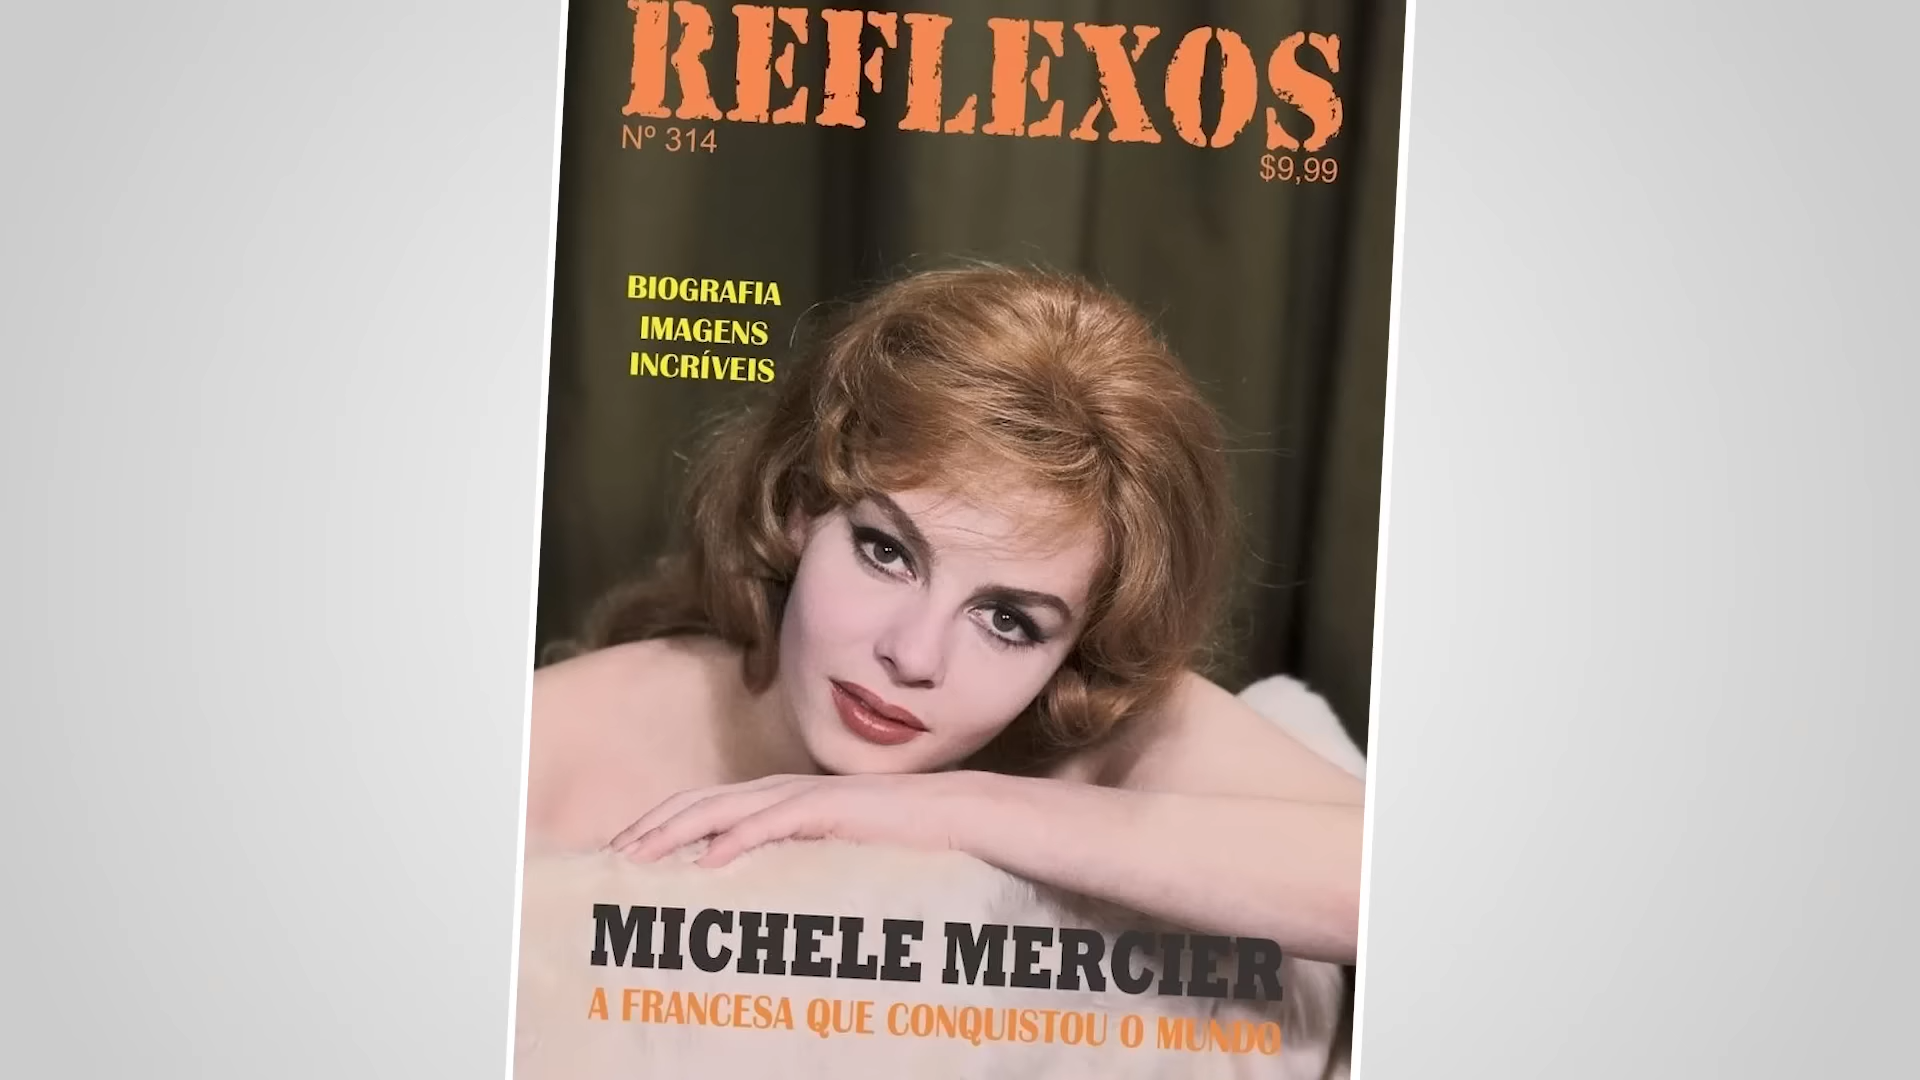 REFLEXOS
Nº 314
$9,99
BIOGRAFIA
IMAGENS
INCRÍVEIS
MICHELE MERCIER
A FRANCESA QUE CONQUISTOU O MUNDO